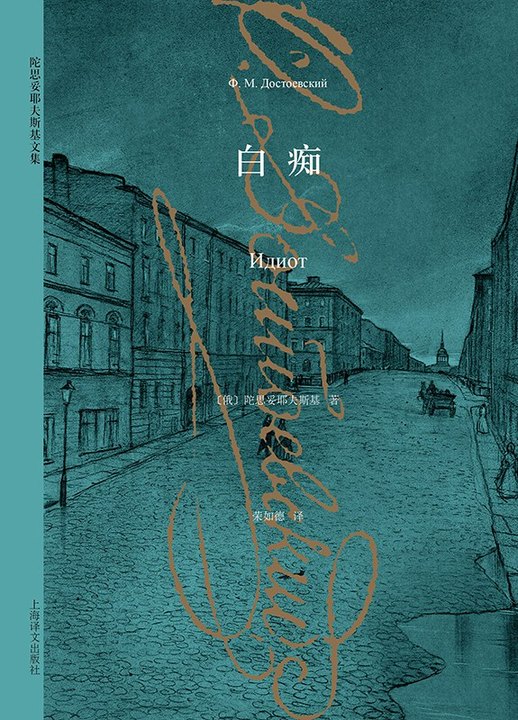 陀思妥耶夫斯基文集
Ф. М. Достоевский
白痴
Идиот
〔俄〕陀思妥耶夫斯基 著
荣如德 译
上海译文出版社